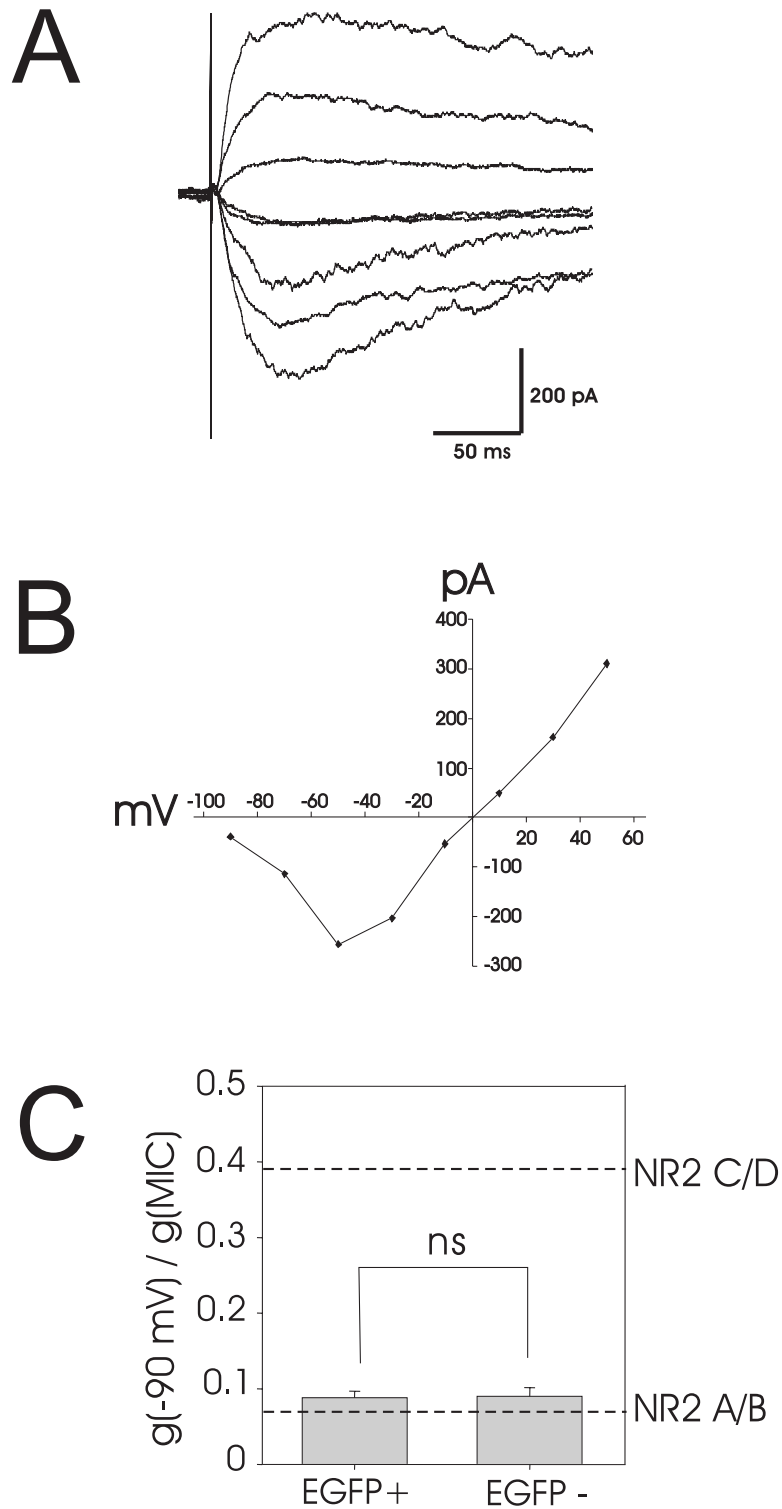 A
200 pA
50 ms
B
pA
400
300
200
100
mV -100 -80 -60 -40 -20
20 40 60
-100
-200
-300
C
g(-90 mV) / g(MIC)
0.5
0.4
0.3
0.2
0.1
0
NR2 C/D
ns
NR2 A/B
EGFP + EGFP -